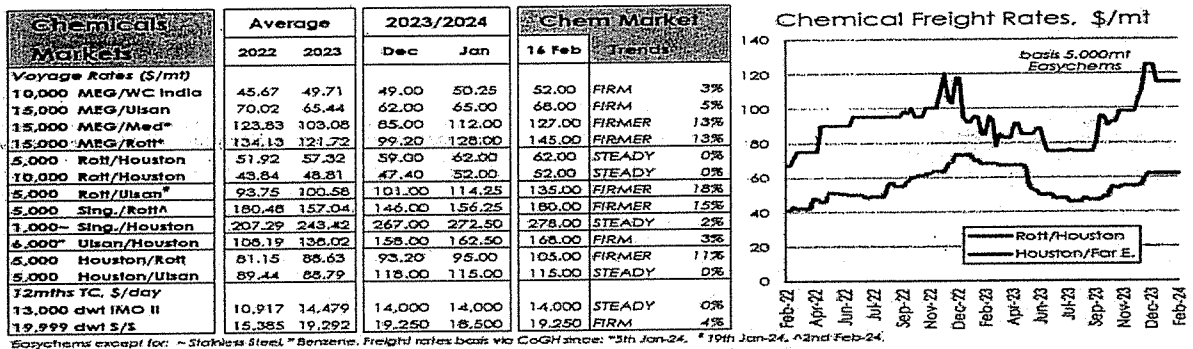 Chemicals Markets Average 2023/2024 Chem Market
2022 2023 Dec Jan 16 Feb Trends
Voyage Rates ($/mt)
10,000 MEG/WC India 45.67 49.71 49.00 50.25 52.00 FIRM 3%
15,000 MEG/Ulsan 70.02 65.44 62.00 65.00 68.00 FIRM 5%
15,000 MEG/Med* 123.83 103.08 85.00 112.00 127.00 FIRMER 13%
15,000 MEG/Rott* 134.13 121.72 99.20 128.00 145.00 FIRMER 13%
5,000 Rott/Houston 51.92 57.32 59.00 62.00 62.00 STEADY 0%
10,000 Rott/Houston 43.84 48.81 47.40 52.00 52.00 STEADY 0%
5,000 Rott/Ulsan# 93.75 100.58 101.00 114.25 135.00 FIRMER 18%
5,000 Sing./Rott^ 180.48 157.04 146.00 156.25 180.00 FIRMER 15%
1,000~ Sing./Houston 207.29 243.42 267.00 272.50 278.00 STEADY 2%
6,000" Ulsan/Houston 108.19 138.02 158.00 162.50 168.00 FIRM 3%
5,000 Houston/Rott 81.15 88.63 93.20 95.00 105.00 FIRMER 11%
5,000 Houston/Ulsan 89.44 88.79 118.00 115.00 115.00 STEADY 0%
12mths TC, $/day
13,000 dwt IMO II 10,917 14,479 14,000 14,000 14,000 STEADY 0%
19,999 dwt S/S 15,385 19,292 19,250 18,500 19,250 FIRM 4%
Easychems except for: ~ Stainless Steel, " Benzene, Freight rates basis via CoGH since: *5th Jan-24, # 19th Jan-24, ^2nd Feb-24.
Chemical Freight Rates, $/mt
basis 5.000mt
Easychems
140
120
100
80
60
40
20
0
Rott/Houston
Houston/Far E.
Feb-22 Apr-22 Jun-22 Jul-22 Sep-22 Nov-22 Dec-22 Feb-23 Apr-23 Jun-23 Jul-23 Sep-23 Nov-23 Dec-23 Feb-24